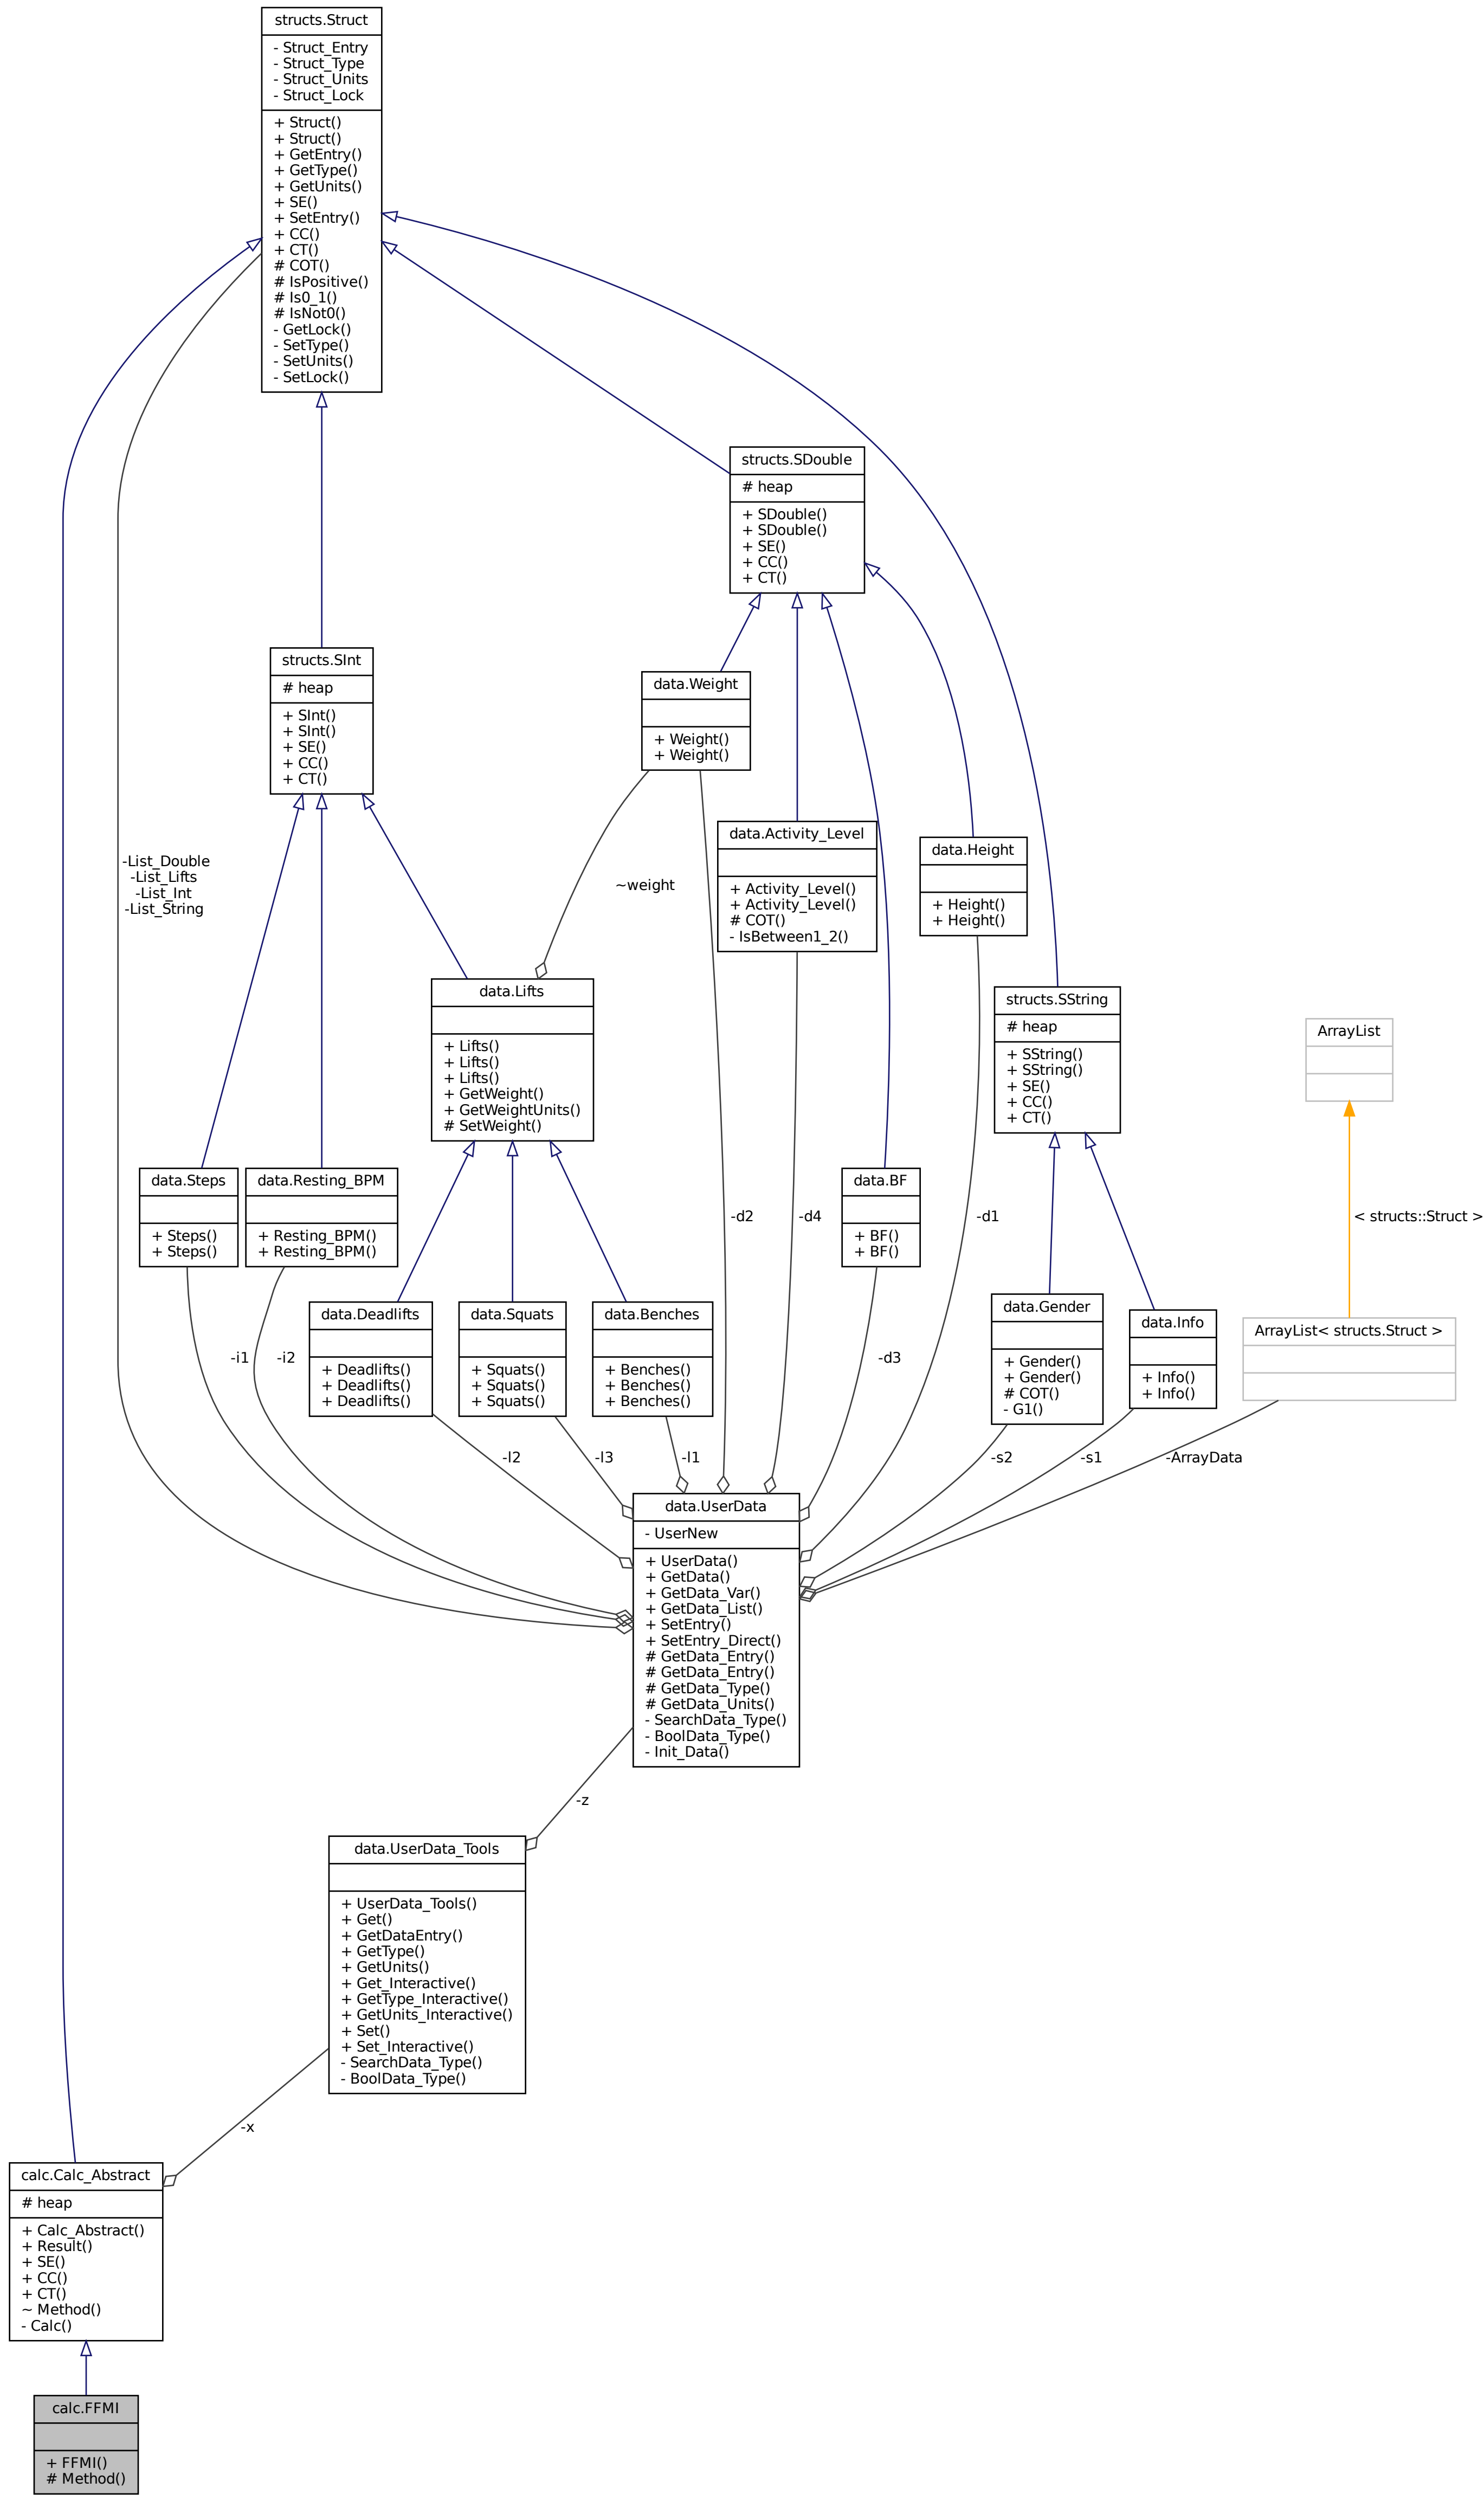 structs.Struct
- Struct_Entry
- Struct_Type
- Struct_Units
- Struct_Lock
+ Struct()
+ Struct()
+ GetEntry()
+ GetType()
+ GetUnits()
+ SE()
+ SetEntry()
+ CC()
+ CT()
# COT()
# IsPositive()
# Is0_1()
# IsNot0()
- GetLock()
- SetType()
- SetUnits()
- SetLock()
structs.SDouble
# heap
+ SDouble()
+ SDouble()
+ SE()
+ CC()
+ CT()
structs.SInt
# heap
+ SInt()
+ SInt()
+ SE()
+ CC()
+ CT()
data.Weight
+ Weight()
+ Weight()
data.Activity_Level
+ Activity_Level()
+ Activity_Level()
# COT()
- IsBetween1_2()
data.Height
+ Height()
+ Height()
-List_Double
-List_Lifts
-List_Int
-List_String
~weight
data.Lifts
+ Lifts()
+ Lifts()
+ Lifts()
+ GetWeight()
+ GetWeightUnits()
# SetWeight()
structs.SString
# heap
+ SString()
+ SString()
+ SE()
+ CC()
+ CT()
ArrayList
data.Steps
+ Steps()
+ Steps()
data.Resting_BPM
+ Resting_BPM()
+ Resting_BPM()
-d2
-d4
data.BF
+ BF()
+ BF()
-d1
< structs::Struct >
data.Deadlifts
+ Deadlifts()
+ Deadlifts()
+ Deadlifts()
data.Squats
+ Squats()
+ Squats()
+ Squats()
data.Benches
+ Benches()
+ Benches()
+ Benches()
data.Gender
+ Gender()
+ Gender()
# COT()
- G1()
data.Info
+ Info()
+ Info()
ArrayList< structs.Struct >
-i1
-i2
-d3
-l2
-l3
-l1
-s2
-s1
-ArrayData
data.UserData
- UserNew
+ UserData()
+ GetData()
+ GetData_Var()
+ GetData_List()
+ SetEntry()
+ SetEntry_Direct()
# GetData_Entry()
# GetData_Entry()
# GetData_Type()
# GetData_Units()
- SearchData_Type()
- BoolData_Type()
- Init_Data()
-z
data.UserData_Tools
+ UserData_Tools()
+ Get()
+ GetDataEntry()
+ GetType()
+ GetUnits()
+ Get_Interactive()
+ GetType_Interactive()
+ GetUnits_Interactive()
+ Set()
+ Set_Interactive()
- SearchData_Type()
- BoolData_Type()
-x
calc.Calc_Abstract
# heap
+ Calc_Abstract()
+ Result()
+ SE()
+ CC()
+ CT()
~ Method()
- Calc()
calc.FFMI
+ FFMI()
# Method()